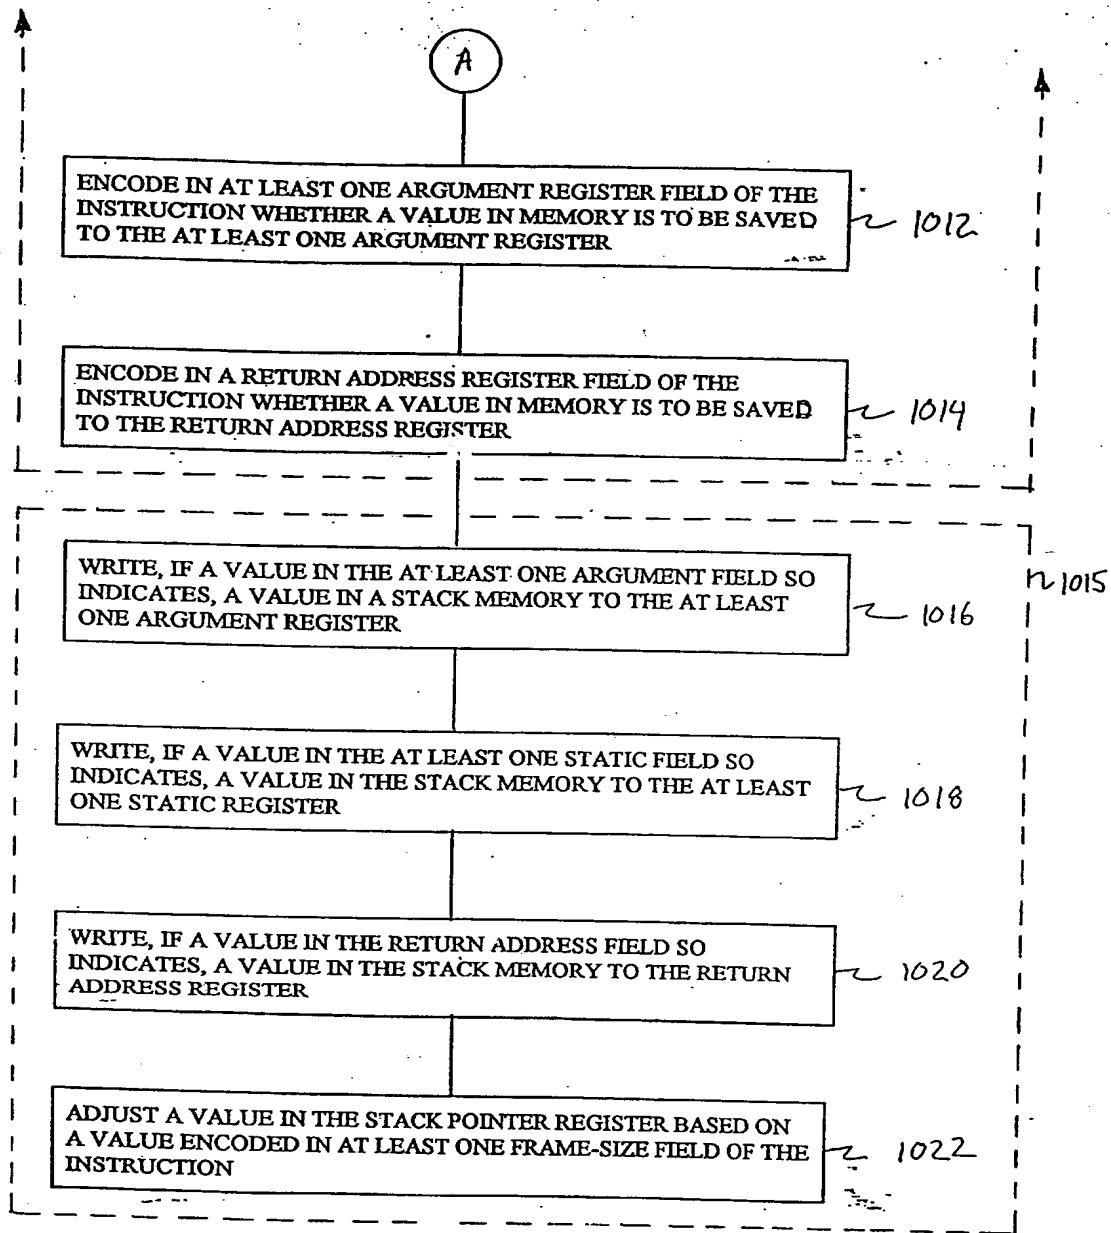 A
ENCODE IN AT LEAST ONE ARGUMENT REGISTER FIELD OF THE
INSTRUCTION WHETHER A VALUE IN MEMORY IS TO BE SAVED
TO THE AT LEAST ONE ARGUMENT REGISTER
1012
ENCODE IN A RETURN ADDRESS REGISTER FIELD OF THE
INSTRUCTION WHETHER A VALUE IN MEMORY IS TO BE SAVED
TO THE RETURN ADDRESS REGISTER
1014
1015
WRITE, IF A VALUE IN THE AT LEAST ONE ARGUMENT FIELD SO
INDICATES, A VALUE IN A STACK MEMORY TO THE AT LEAST
ONE ARGUMENT REGISTER
1016
WRITE, IF A VALUE IN THE AT LEAST ONE STATIC FIELD SO
INDICATES, A VALUE IN THE STACK MEMORY TO THE AT LEAST
ONE STATIC REGISTER
1018
WRITE, IF A VALUE IN THE RETURN ADDRESS FIELD SO
INDICATES, A VALUE IN THE STACK MEMORY TO THE RETURN
ADDRESS REGISTER
1020
ADJUST A VALUE IN THE STACK POINTER REGISTER BASED ON
A VALUE ENCODED IN AT LEAST ONE FRAME-SIZE FIELD OF THE
INSTRUCTION
1022